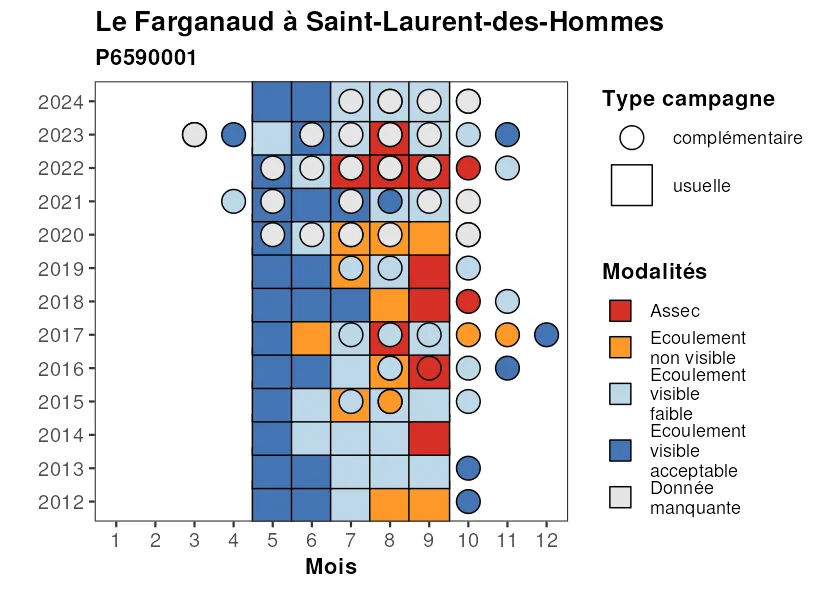 Le Farganaud à Saint-Laurent-des-Hommes
P6590001
2024
2023
2022
2021
2020
2019
2018
2017
2016
2015
2014
2013
2012
1 2 3 4 5 6 7 8 9 10 11 12
Mois
Type campagne
complémentaire
usuelle
Modalités
Assec
Ecoulement
non visible
Ecoulement
visible
faible
Ecoulement
visible
acceptable
Donnée
manquante